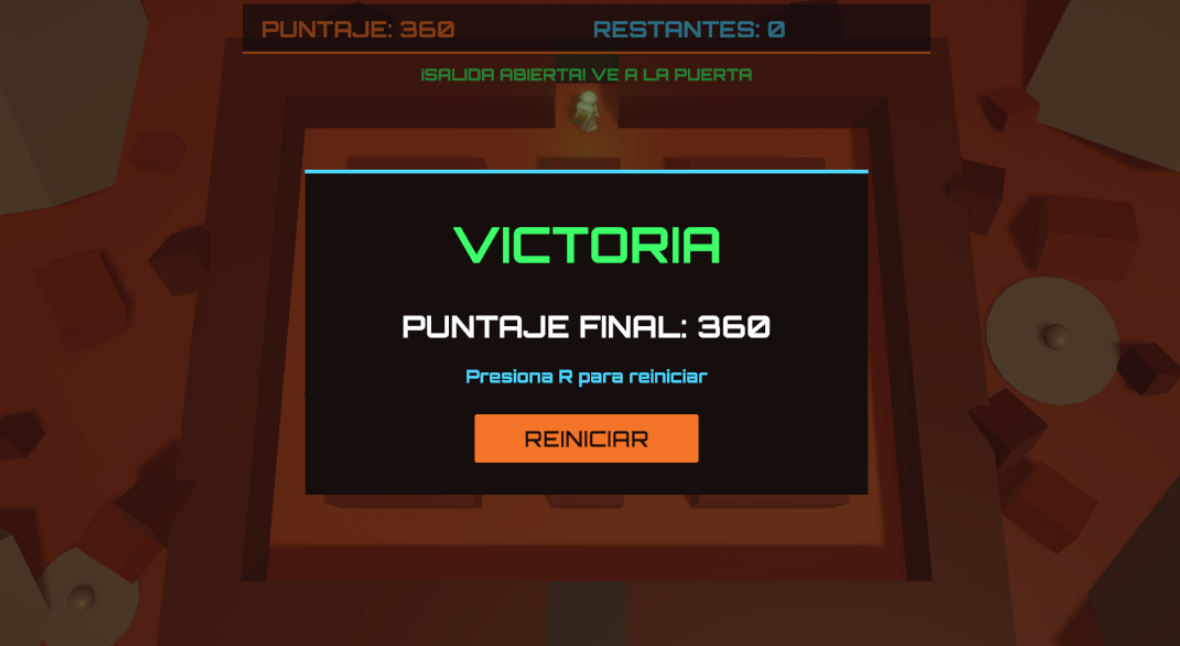 PUNTAJE: 360 RESTANTES: 0
¡SALIDA ABIERTA! VE A LA PUERTA
VICTORIA
PUNTAJE FINAL: 360
Presiona R para reiniciar
REINICIAR